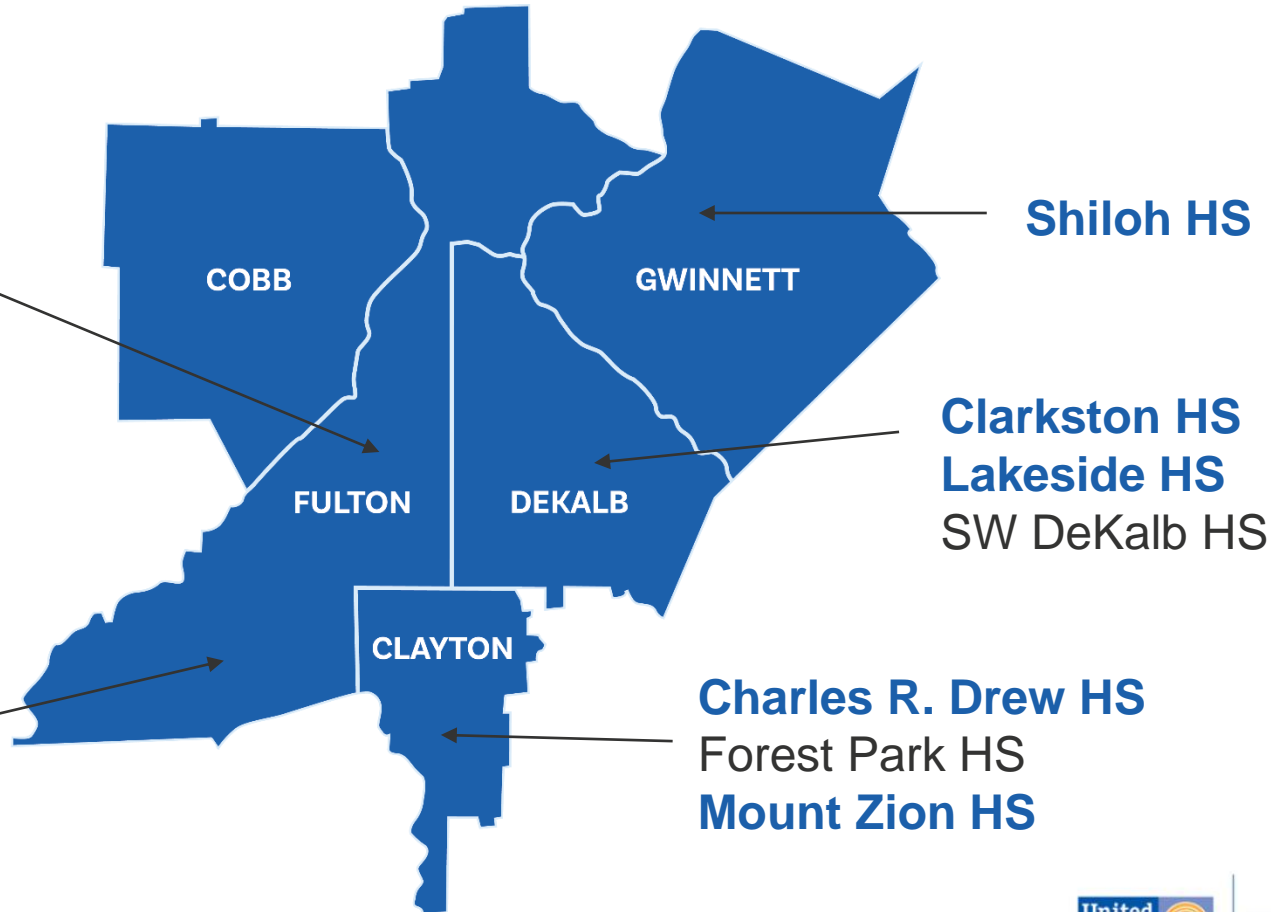 Shiloh HS
COBB
GWINNETT
Clarkston HS
Lakeside HS
SW DeKalb HS
FULTON
DEKALB
CLAYTON
Charles R. Drew HS
Forest Park HS
Mount Zion HS
United